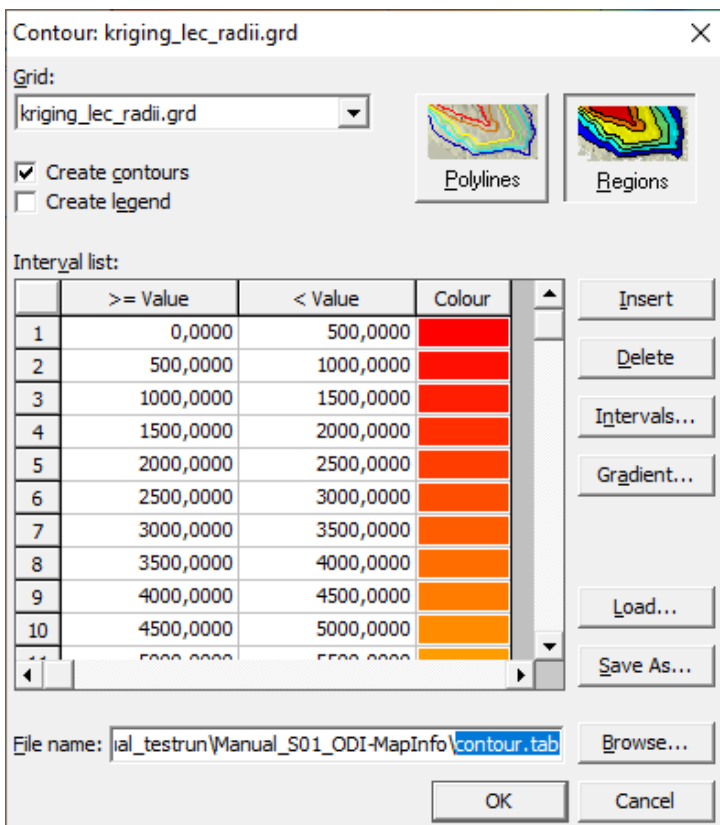 Contour: kriging_lec_radii.grd
Grid:
kriging_lec_radii.grd
Polylines
Regions
Create contours
Create legend
Interval list:
>= Value < Value Colour
1 0,0000 500,0000
2 500,0000 1000,0000
3 1000,0000 1500,0000
4 1500,0000 2000,0000
5 2000,0000 2500,0000
6 2500,0000 3000,0000
7 3000,0000 3500,0000
8 3500,0000 4000,0000
9 4000,0000 4500,0000
10 4500,0000 5000,0000
Insert
Delete
Intervals...
Gradient...
Load...
Save As...
File name: ual_testrun\Manual_S01_ODI-MapInfo\contour.tab
Browse...
OK
Cancel